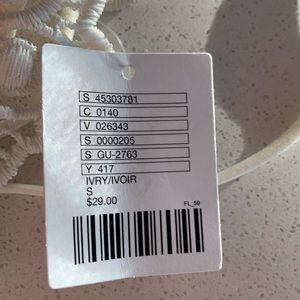 S 45303781
C 0140
V 026343
S 0000205
S GU-2763
Y 417
IVRY/IVOIR
S
$29.00
FL_59